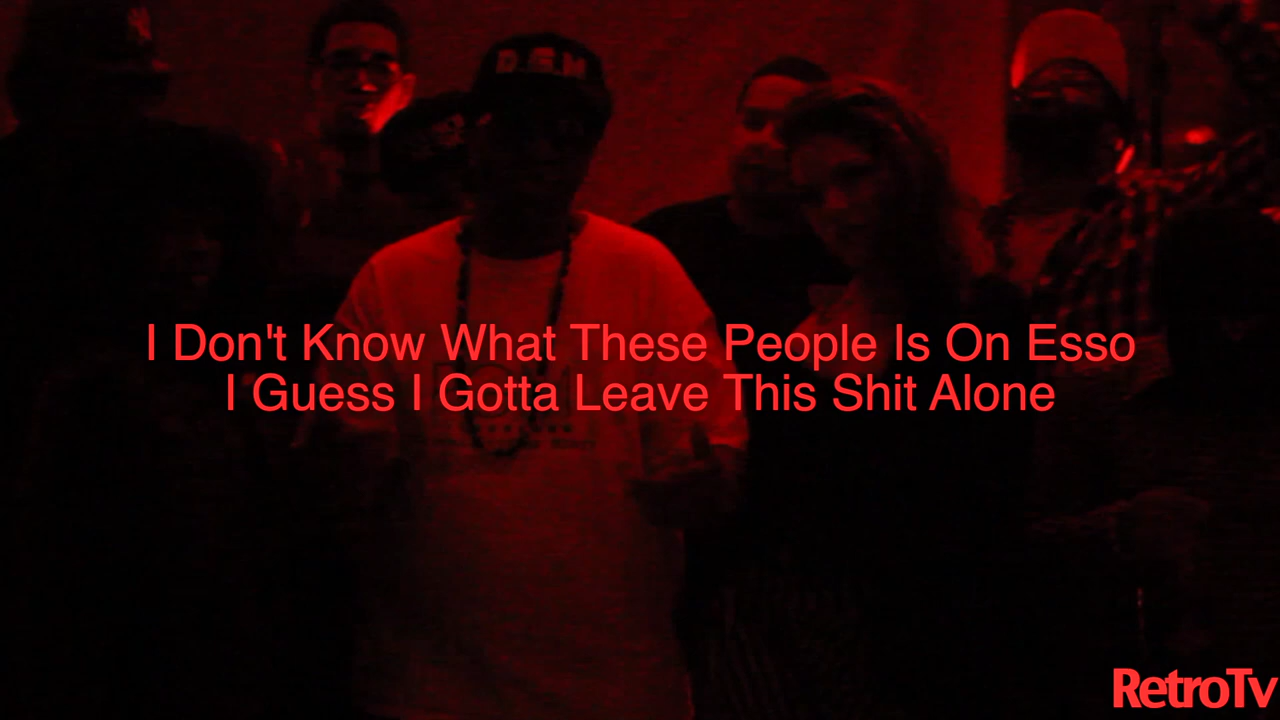 D.E.M
I Don't Know What These People Is On Esso
I Guess I Gotta Leave This Shit Alone
RetroTv